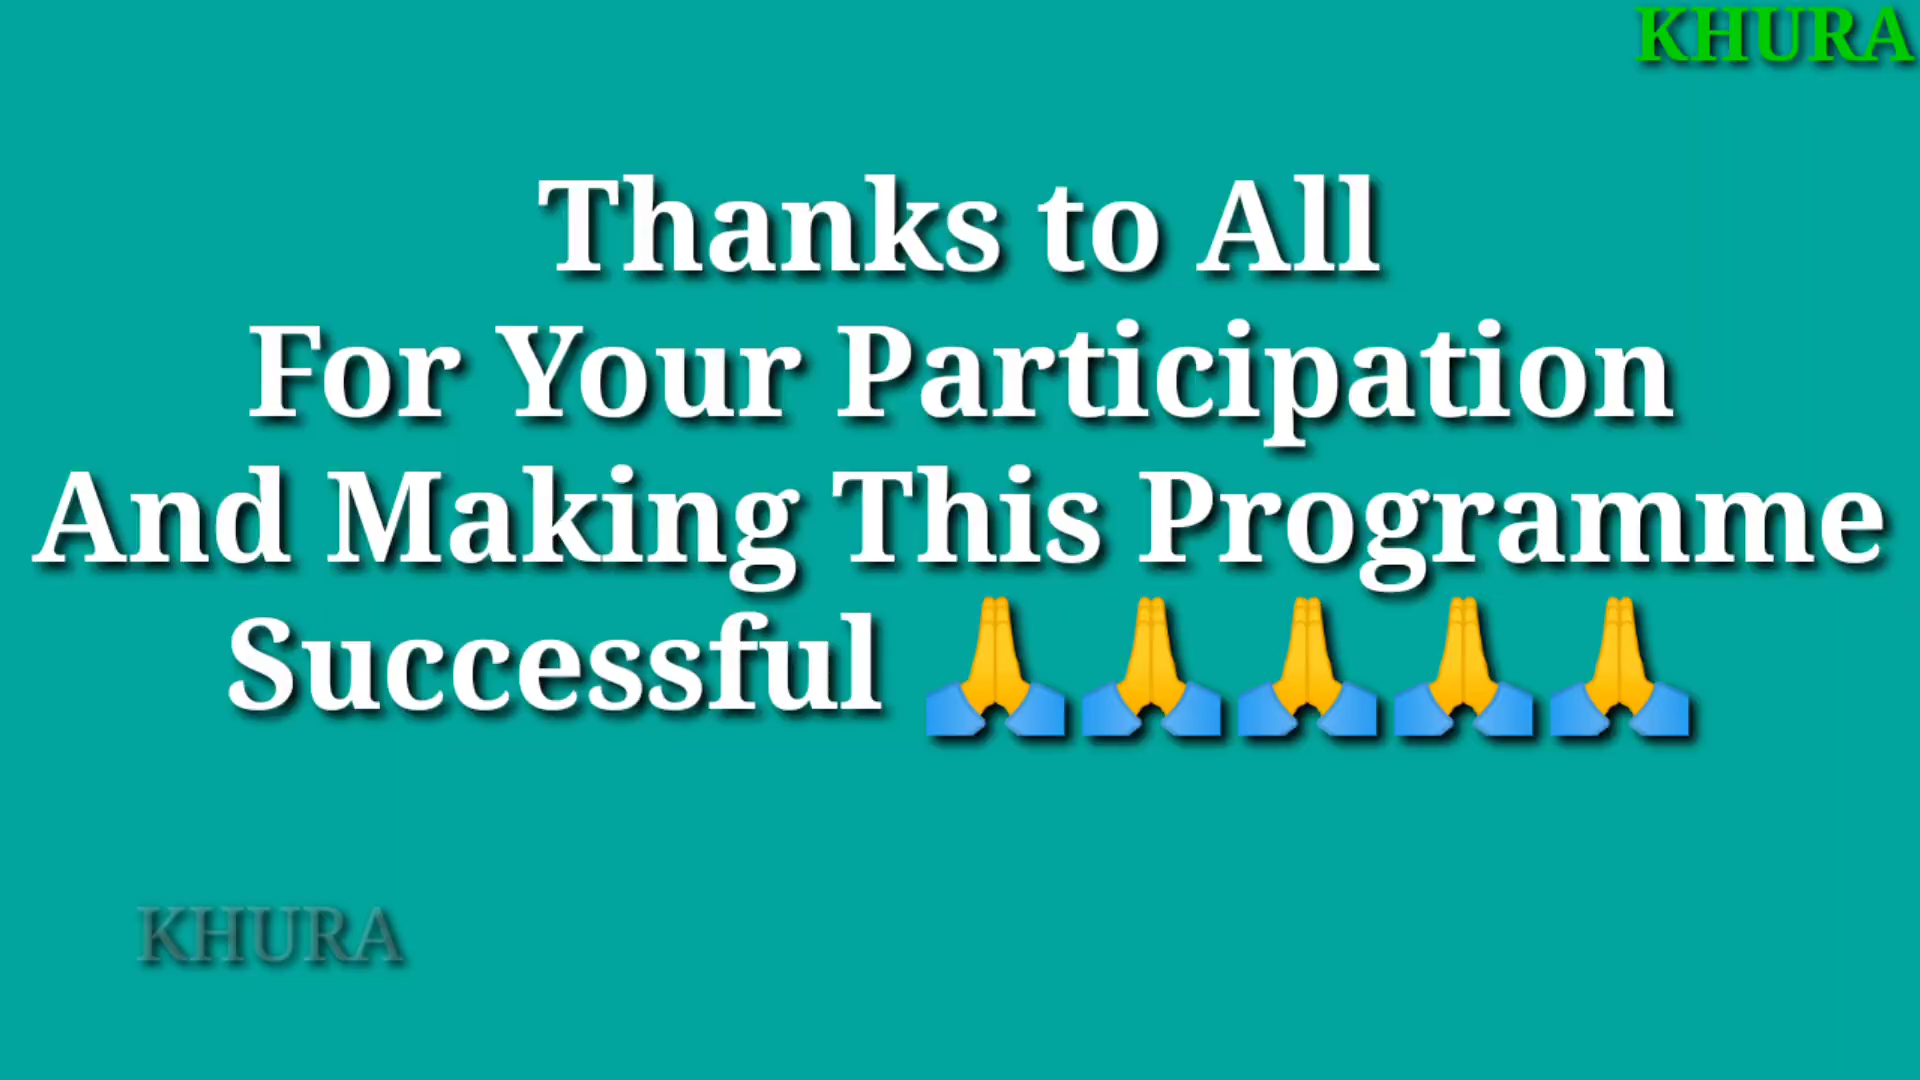 KHURA
Thanks to All
For Your Participation
And Making This Programme
Successful 🙏🙏🙏🙏🙏
KHURA